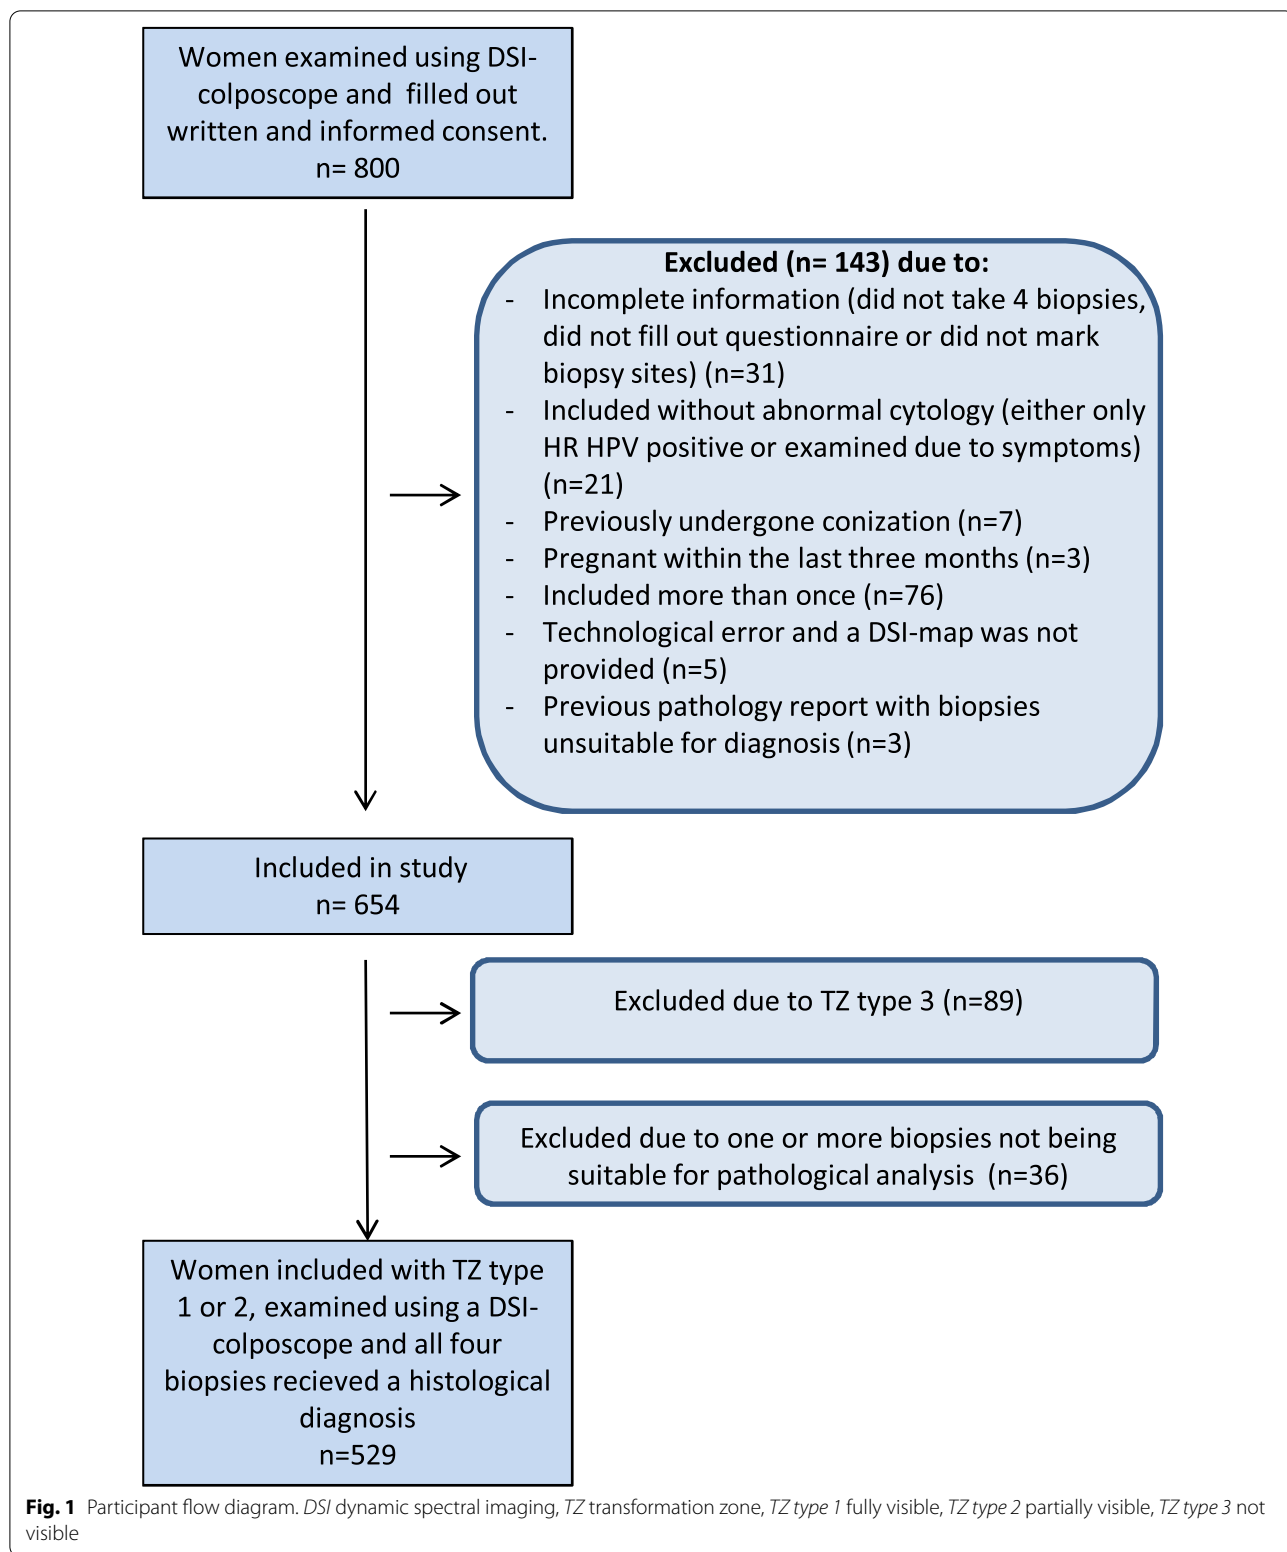 Women examined using DSI-
colposcope and filled out
written and informed consent.
n= 800
Excluded (n= 143) due to:
- Incomplete information (did not take 4 biopsies,
did not fill out questionnaire or did not mark
biopsy sites) (n=31)
- Included without abnormal cytology (either only
HR HPV positive or examined due to symptoms)
(n=21)
- Previously undergone conization (n=7)
- Pregnant within the last three months (n=3)
- Included more than once (n=76)
- Technological error and a DSI-map was not
provided (n=5)
- Previous pathology report with biopsies
unsuitable for diagnosis (n=3)
Included in study
n= 654
Excluded due to TZ type 3 (n=89)
Excluded due to one or more biopsies not being
suitable for pathological analysis (n=36)
Women included with TZ type
1 or 2, examined using a DSI-
colposcope and all four
biopsies recieved a histological
diagnosis
n=529
Fig. 1 Participant flow diagram. DSI dynamic spectral imaging, TZ transformation zone, TZ type 1 fully visible, TZ type 2 partially visible, TZ type 3 not
visible